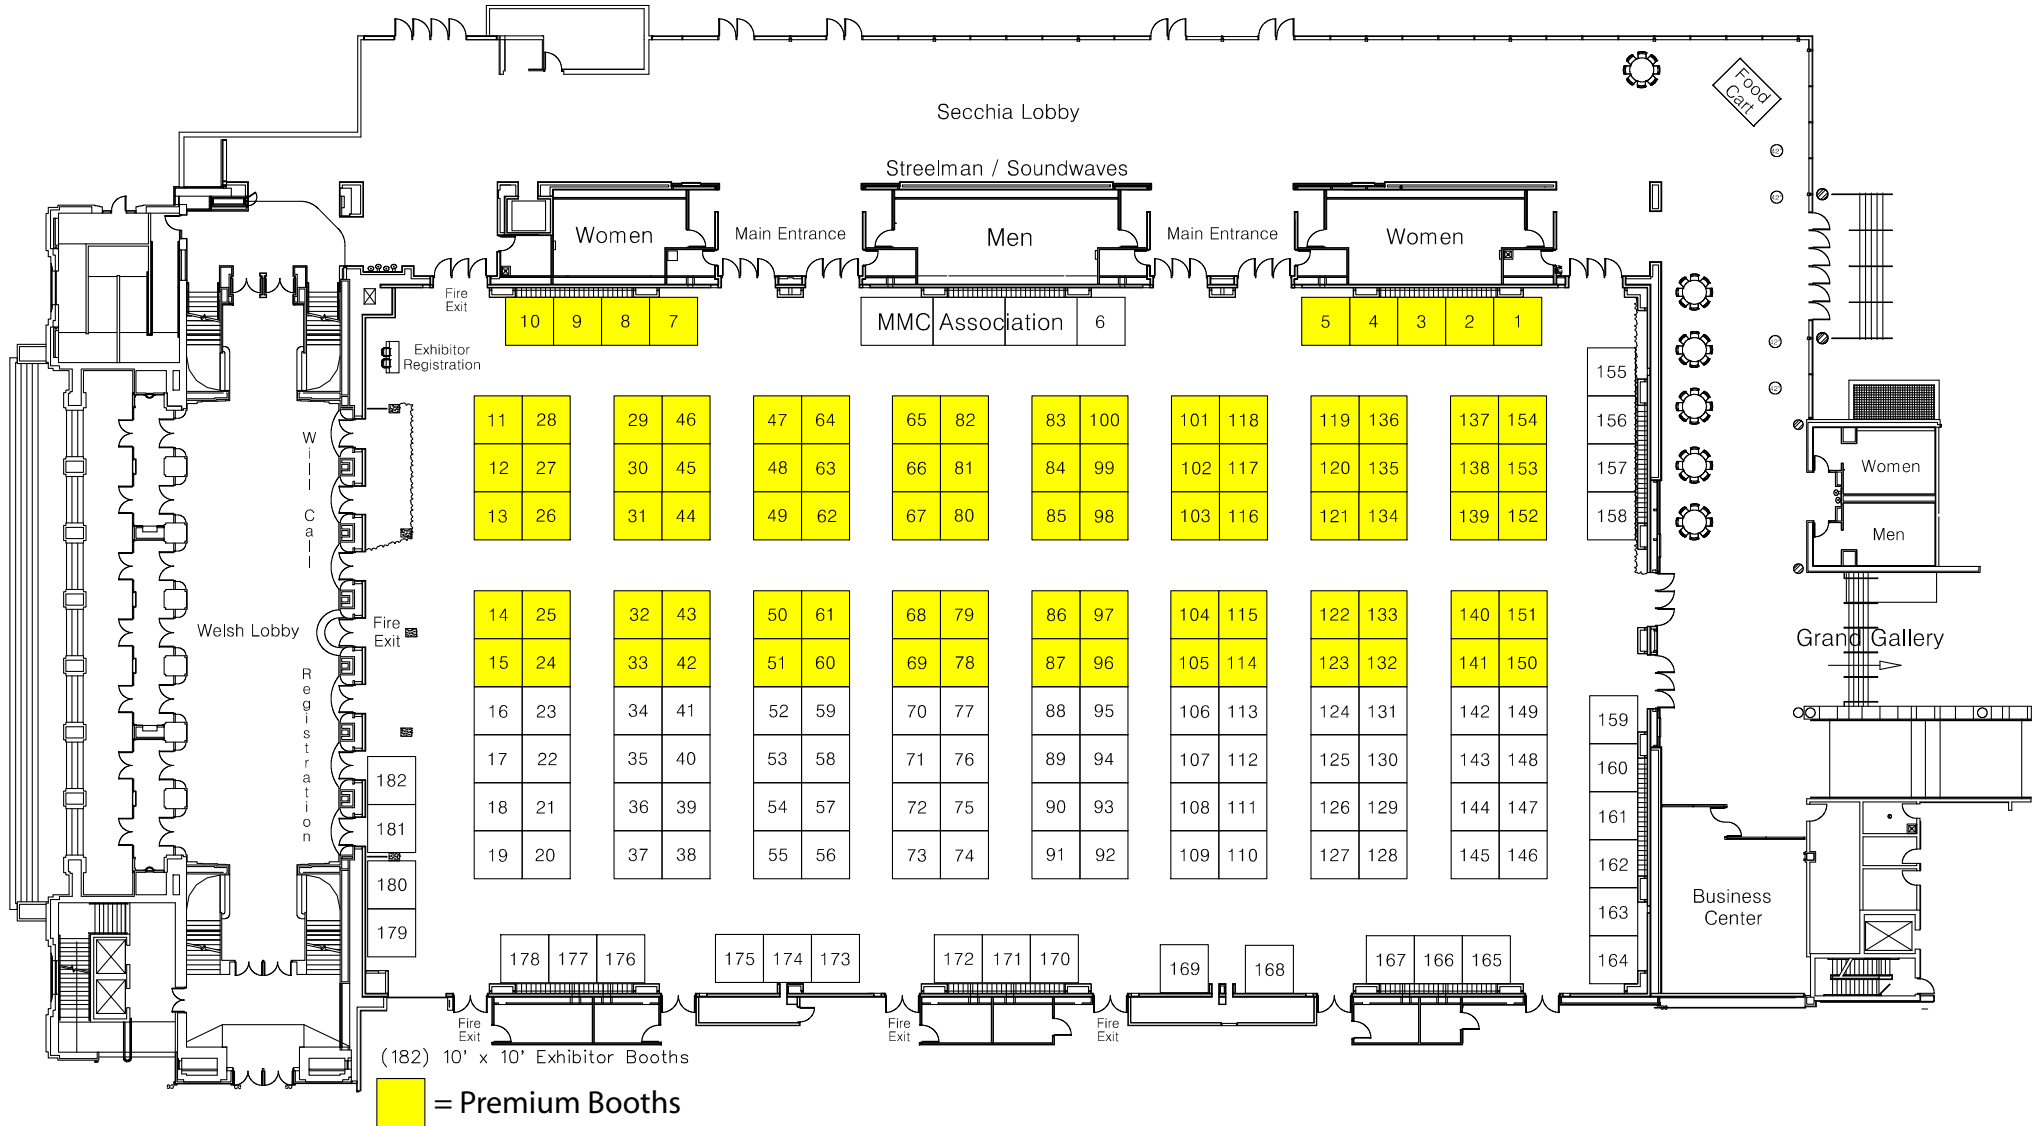 Food
Cart
Secchia Lobby
Streelman / Soundwaves
Women
Main Entrance
Men
Main Entrance
Women
Fire
Exit
10 9 8 7
MMC Association 6
5 4 3 2 1
Exhibitor
Registration
155
11 28 29 46 47 64 65 82 83 100 101 118 119 136 137 154 156
12 27 30 45 48 63 66 81 84 99 102 117 120 135 138 153 157
13 26 31 44 49 62 67 80 85 98 103 116 121 134 139 152 158
Women
Men
Will Call
Welsh Lobby
Fire
Exit
Registration
14 25 32 43 50 61 68 79 86 97 104 115 122 133 140 151
15 24 33 42 51 60 69 78 87 96 105 114 123 132 141 150
16 23 34 41 52 59 70 77 88 95 106 113 124 131 142 149 159
17 22 35 40 53 58 71 76 89 94 107 112 125 130 143 148 160
18 21 36 39 54 57 72 75 90 93 108 111 126 129 144 147 161
19 20 37 38 55 56 73 74 91 92 109 110 127 128 145 146 162
Grand Gallery
182
181
180
179
163
164
Business
Center
178 177 176 175 174 173 172 171 170 169 168 167 166 165
Fire
Exit
Fire
Exit
Fire
Exit
(182) 10' x 10' Exhibitor Booths
= Premium Booths